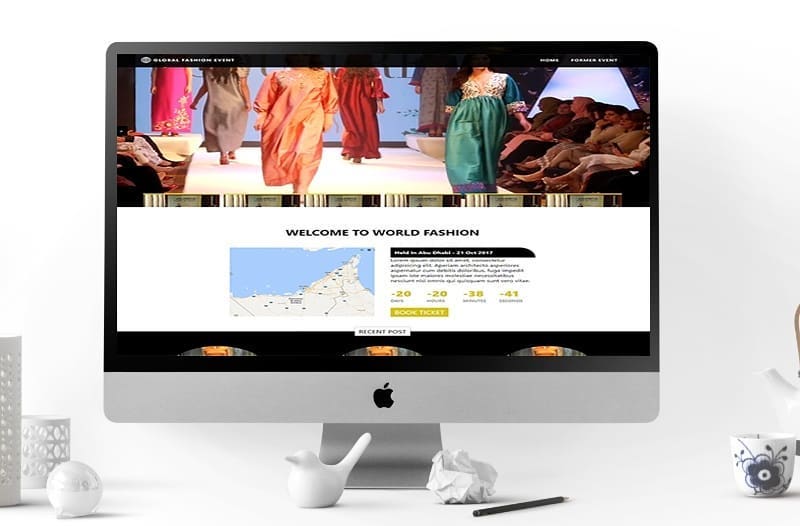 GLOBAL FASHION EVENT
HOME FORMER EVENT
WELCOME TO WORLD FASHION
Held in Abu Dhabi - 21 Oct 2017
Lorem ipsum dolor sit amet, consectetur
adipisicing elit. Aperiam architecto asperiores
aspernatur cum debitis doloribus, fuga impedit
ipsum iste maiores molestiae necessitatibus
nesciunt nisi omnis qui quisquam sunt vero vitae.
-20 -20 -38 -41
DAYS HOURS MINUTES SECONDS
BOOK TICKET
RECENT POST